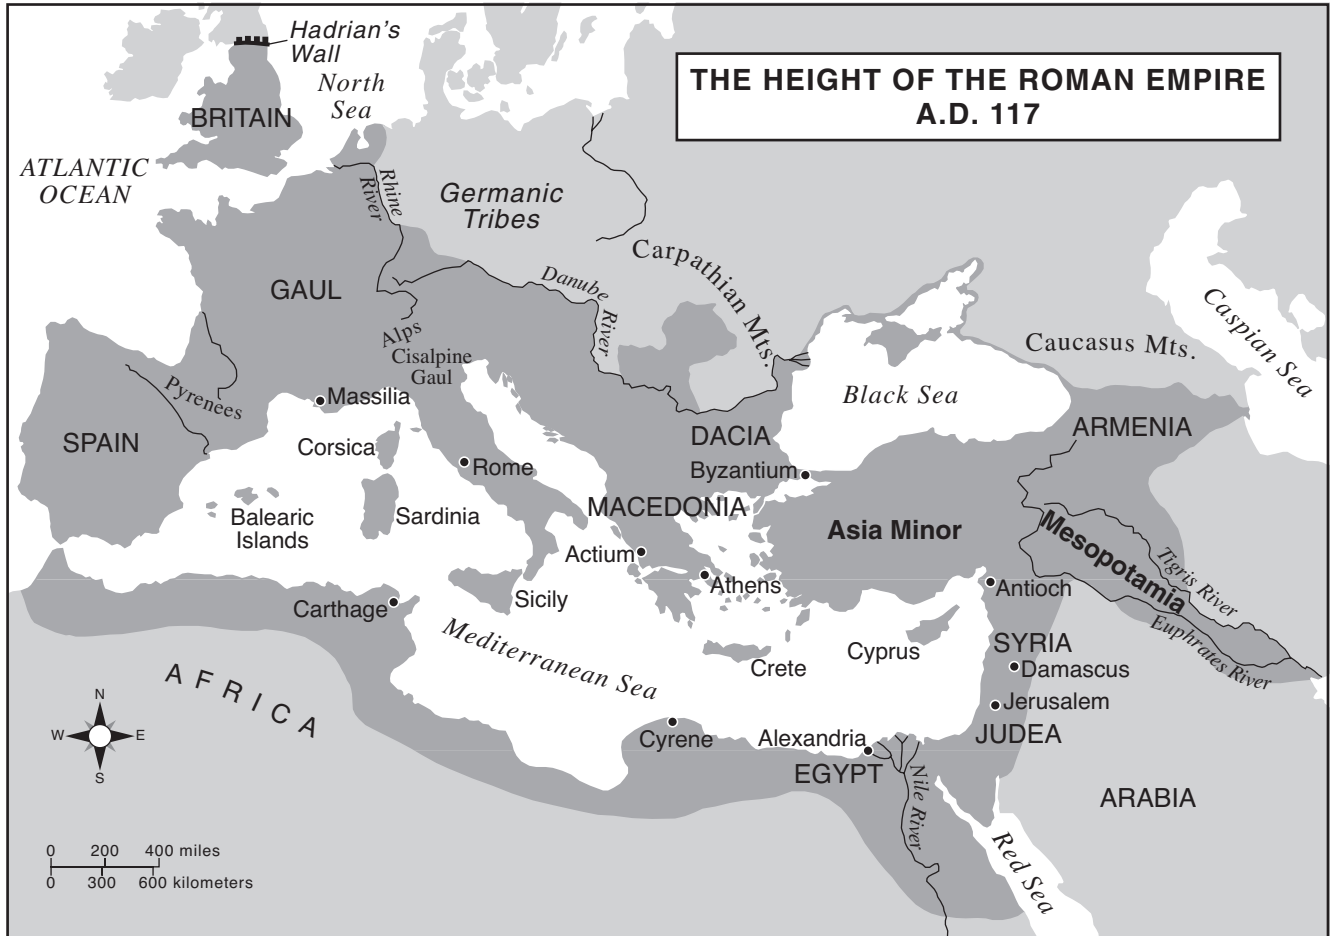 THE HEIGHT OF THE ROMAN EMPIRE
A.D. 117
Hadrian's
Wall
North
Sea
BRITAIN
ATLANTIC
OCEAN
Rhine
River
Germanic
Tribes
Carpathian Mts.
Danube
River
GAUL
Alps
Cisalpine
Gaul
Caspian Sea
Caucasus Mts.
Black Sea
Pyrenees
Massilia
SPAIN
Corsica
Rome
DACIA
Byzantium
ARMENIA
Balearic
Islands
Sardinia
MACEDONIA
Asia Minor
Mesopotamia
Tigris River
Euphrates River
Actium
Athens
Antioch
Carthage
Sicily
Mediterranean Sea
Crete
Cyprus
SYRIA
Damascus
Jerusalem
JUDEA
AFRICA
Cyrene
Alexandria
EGYPT
Nile
River
ARABIA
Red Sea
N
W
E
S
0 200 400 miles
0 300 600 kilometers